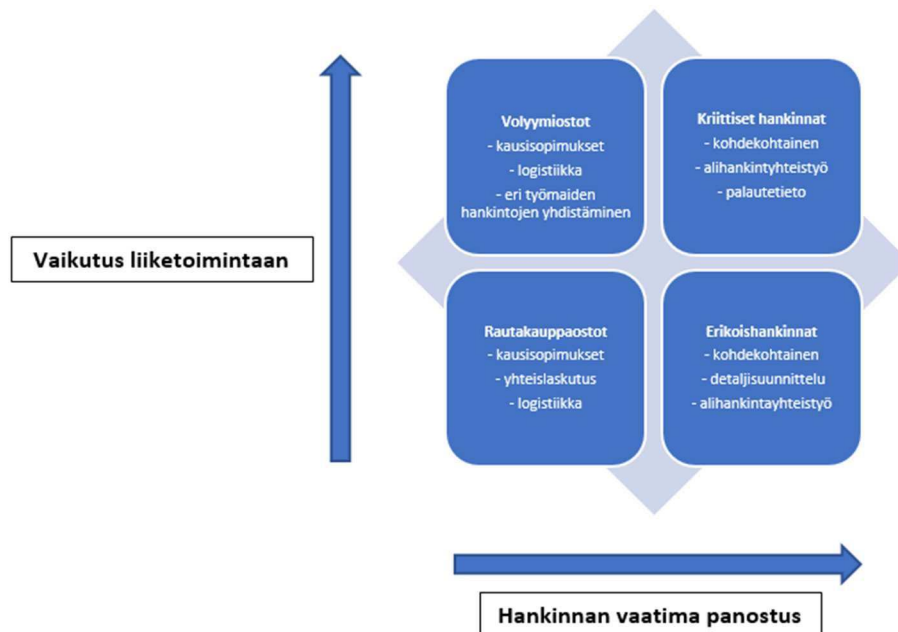 Volyymiostot
- kausisopimukset
- logistiikka
- eri työmaiden
hankintojen yhdistäminen
Kriittiset hankinnat
- kohdekohtainen
- alihankintyhteistyö
- palautetieto
Vaikutus liiketoimintaan
Rautakauppaostot
- kausisopimukset
- yhteislaskutus
- logistiikka
Erikoishankinnat
- kohdekohtainen
- detaljisuunnittelu
- alihankintayhteistyö
Hankinnan vaatima panostus